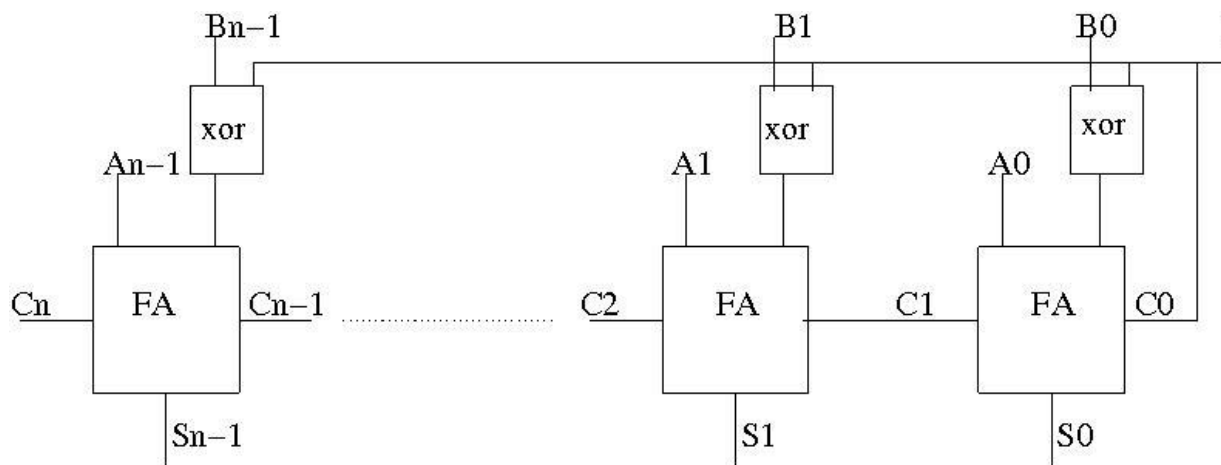 Bn−1 B1 B0
xor xor xor
An−1 A1 A0
Cn FA Cn−1 C2 FA C1 FA C0
Sn−1 S1 S0